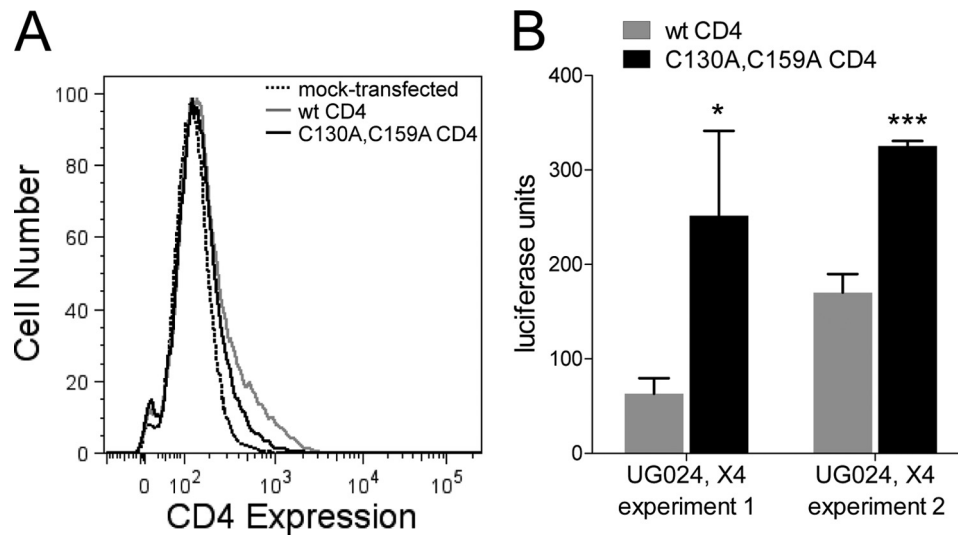 A
mock-transfected
wt CD4
C130A,C159A CD4
Cell Number
100
80
60
40
20
0
0 10² 10³ 10⁴ 10⁵
CD4 Expression
B
wt CD4
C130A,C159A CD4
luciferase units
400
300
200
100
0
*
***
UG024, X4
experiment 1
UG024, X4
experiment 2